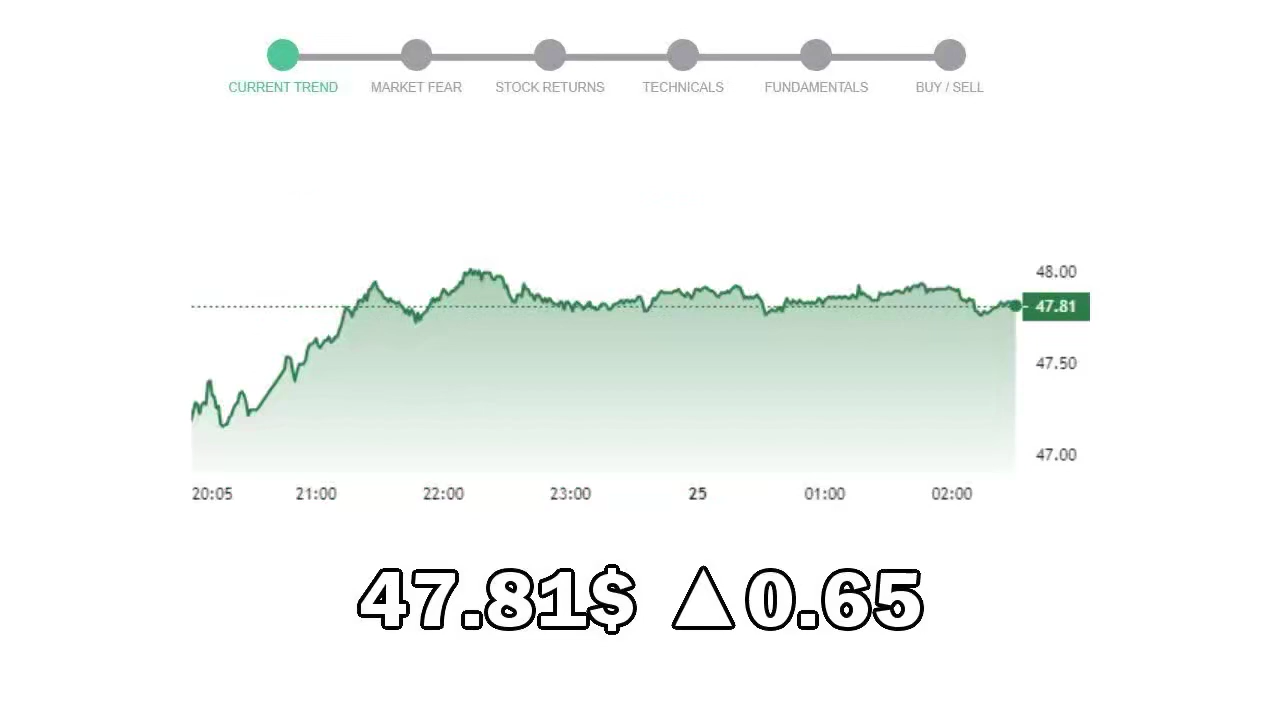 CURRENT TREND MARKET FEAR STOCK RETURNS TECHNICALS FUNDAMENTALS BUY / SELL
48.00
47.81
47.50
47.00
20:05 21:00 22:00 23:00 25 01:00 02:00
47.81$ ▲0.65